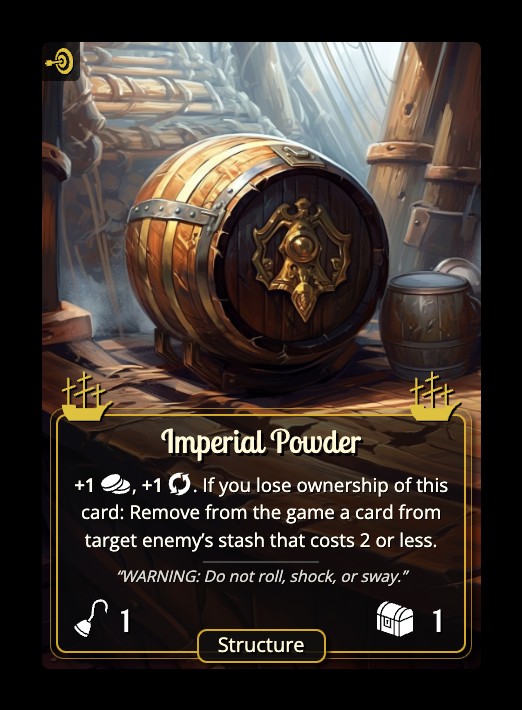 Imperial Powder
+1 , +1 . If you lose ownership of this
card: Remove from the game a card from
target enemy’s stash that costs 2 or less.
“WARNING: Do not roll, shock, or sway.”
1
1
Structure